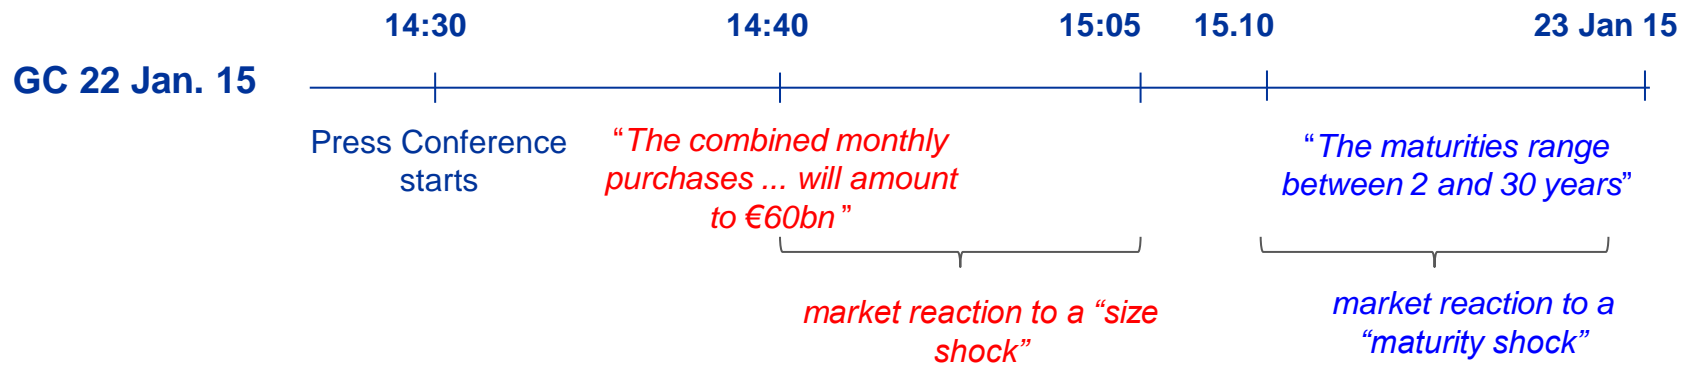 14:30 14:40 15:05 15.10 23 Jan 15
GC 22 Jan. 15
Press Conference
starts
“The combined monthly
purchases ... will amount
to €60bn”
“The maturities range
between 2 and 30 years”
market reaction to a “size
shock”
market reaction to a
“maturity shock”